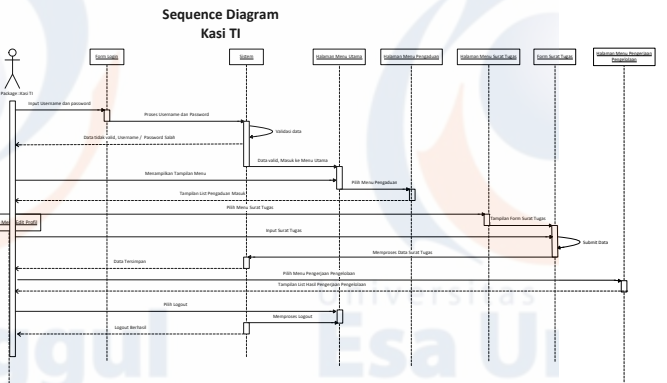 Sequence Diagram
Kasi TI
Form Login
Sistem
Halaman Menu Utama
Halaman Menu Pengaduan
Halaman Menu Surat Tugas
Form Surat Tugas
Halaman Menu Pengerjaan
Pengelolaan
Package::Kasi TI
Input Username dan password
Proses Username dan Password
Validasi data
Data tidak valid, Username / Password Salah
Data valid, Masuk ke Menu Utama
Menampilkan Tampilan Menu
Pilih Menu Pengaduan
Tampilan List Pengaduan Masuk
Pilih Menu Surat Tugas
Tampilan Form Surat Tugas
Edit Profil
Input Surat Tugas
Submit Data
Memproses Data Surat Tugas
Data Tersimpan
Pilih Menu Pengerjaan Pengelolaan
Tampilan List Hasil Pengerjaan Pengelolaan
Universitas
Pilih Logout
Memproses Logout
Logout Berhasil
ggul
Esa Un